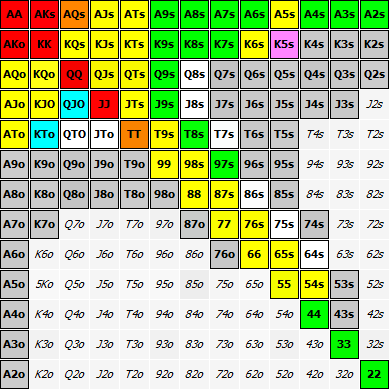 AA AKs AQs AJs ATs A9s A8s A7s A6s A5s A4s A3s A2s
AKo KK KQs KJs KTs K9s K8s K7s K6s K5s K4s K3s K2s
AQo KQo QQ QJs QTs Q9s Q8s Q7s Q6s Q5s Q4s Q3s Q2s
AJo KJO QJO JJ JTs J9s J8s J7s J6s J5s J4s J3s J2s
ATo KTo QTO JTo TT T9s T8s T7s T6s T5s T4s T3s T2s
A9o K9o Q9o J9o T9o 99 98s 97s 96s 95s 94s 93s 92s
A8o K8o Q8o J8o T8o 98o 88 87s 86s 85s 84s 83s 82s
A7o K7o Q7o J7o T7o 97o 87o 77 76s 75s 74s 73s 72s
A6o K6o Q6o J6o T6o 96o 86o 76o 66 65s 64s 63s 62s
A5o 5Ko Q5o J5o T5o 95o 85o 75o 65o 55 54s 53s 52s
A4o K4o Q4o J4o T4o 94o 84o 74o 64o 54o 44 43s 42s
A3o K3o Q3o J3o T3o 93o 83o 73o 63o 53o 43o 33 32s
A2o K2o Q2o J2o T2o 92o 82o 72o 62o 52o 42o 32o 22